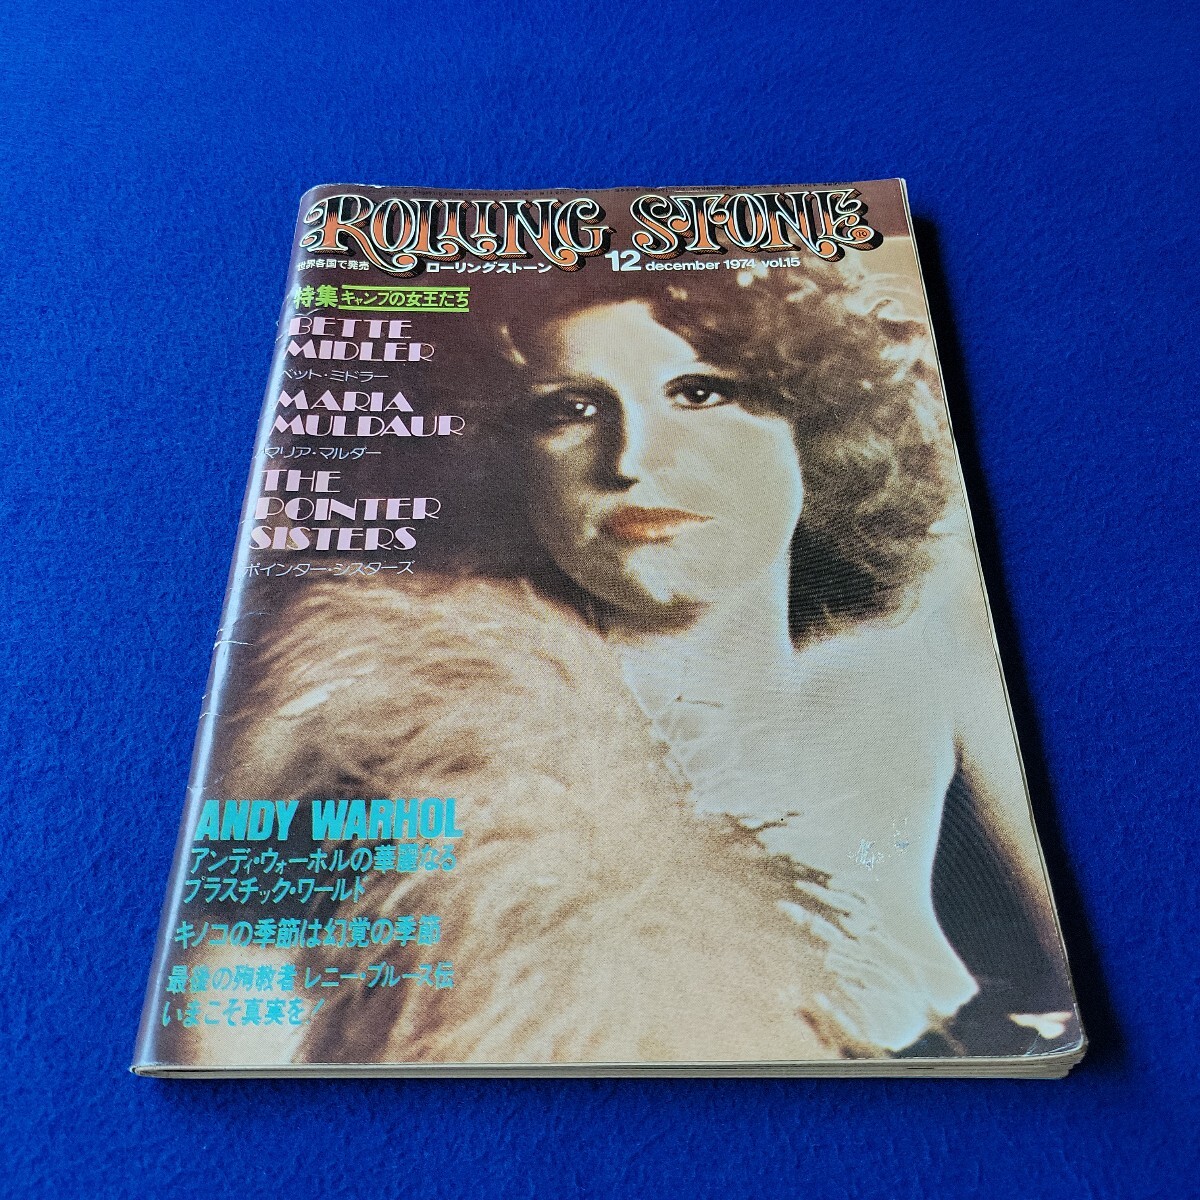 ROLLING STONE
世界各国で発売
ローリングストーン
12 december 1974 vol.15
特集 キャンプの女王たち
BETTE
MIDLER
ベット・ミドラー
MARIA
MULDAUR
マリア・マルダー
THE
POINTER
SISTERS
ポインター・シスターズ
ANDY WARHOL
アンディ・ウォーホルの華麗なる
プラスチック・ワールド
キノコの季節は幻覚の季節
最後の殉教者 レニー・ブルース伝
いまこそ真実を!